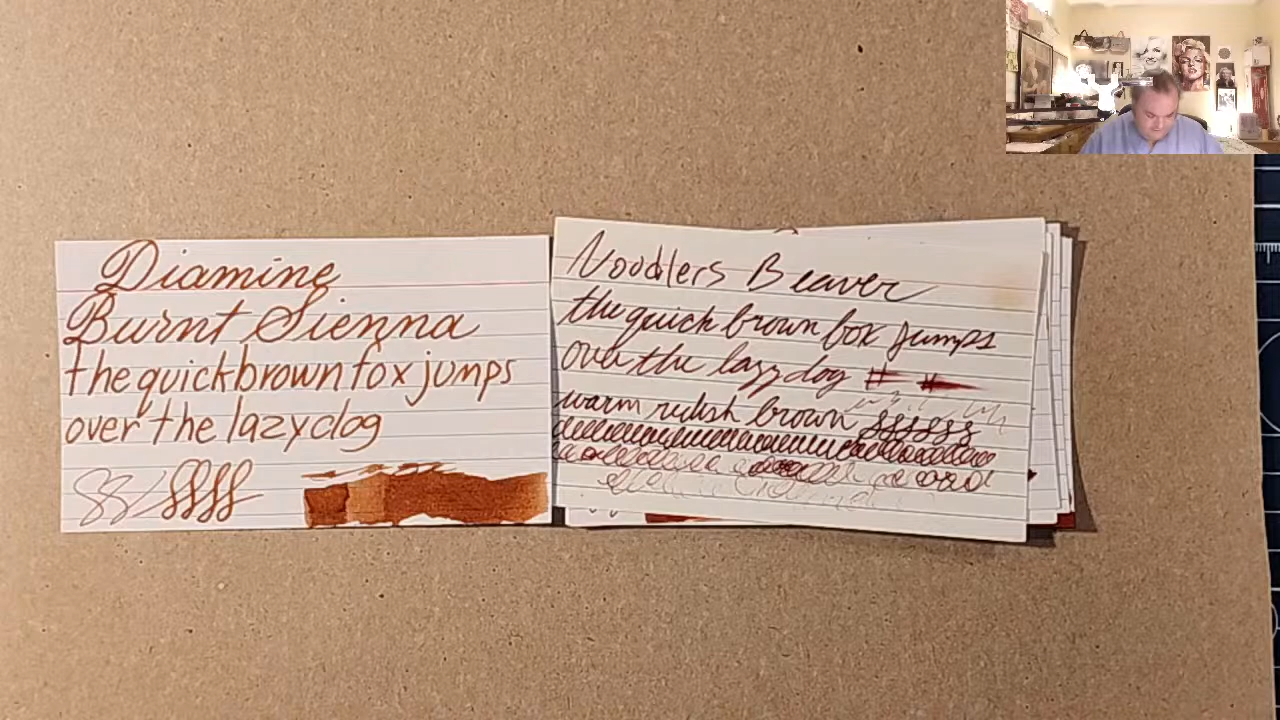 Diamine
Burnt Sienna
the quick brown fox jumps
over the lazy dog
Noodlers Beaver
the quick brown fox jumps
over the lazy dog
warm redish brown